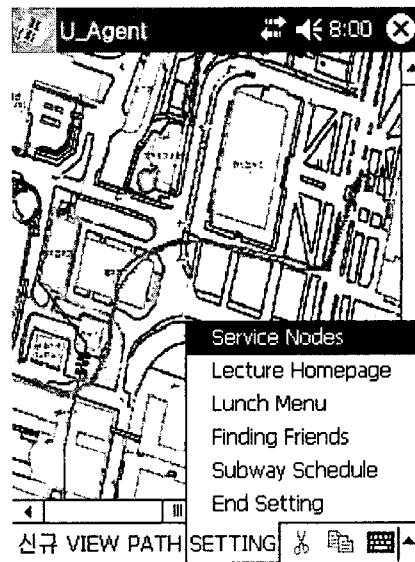 U_Agent 8:00
Service Nodes
Lecture Homepage
Lunch Menu
Finding Friends
Subway Schedule
End Setting
신규 VIEW PATH SETTING